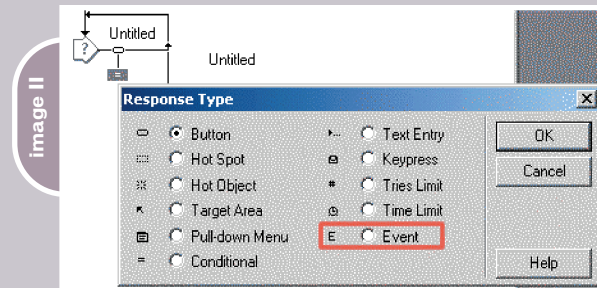 image II
Untitled
?
=
Untitled
Response Type
Button
Hot Spot
Hot Object
Target Area
Pull-down Menu
= Conditional
Text Entry
Keypress
# Tries Limit
Time Limit
E Event
OK
Cancel
Help